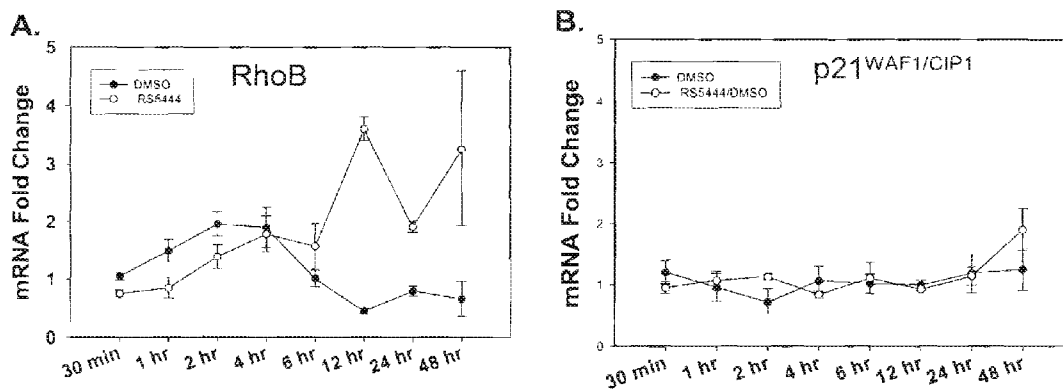 A.
mRNA Fold Change
5
4
3
2
1
0
DMSO
RS5444
RhoB
30 min
1 hr
2 hr
4 hr
6 hr
12 hr
24 hr
48 hr
B.
mRNA Fold Change
5
4
3
2
1
0
DMSO
RS5444/DMSO
p21WAF1/CIP1
30 min
1 hr
2 hr
4 hr
6 hr
12 hr
24 hr
48 hr